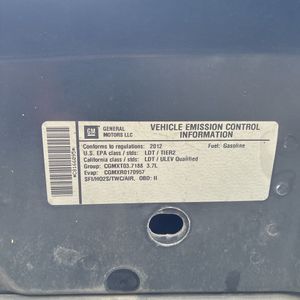 GM
GENERAL MOTORS LLC
VEHICLE EMISSION CONTROL INFORMATION
Conforms to regulations: 2012 Fuel: Gasoline
U.S. EPA class / stds: LDT / TIER2
California class / stds: LDT / ULEV Qualified
Group: CGMXT03.7188 3.7L
Evap: CGMXR0170957
SFI/HO2S/TWC/AIR, OBD: II